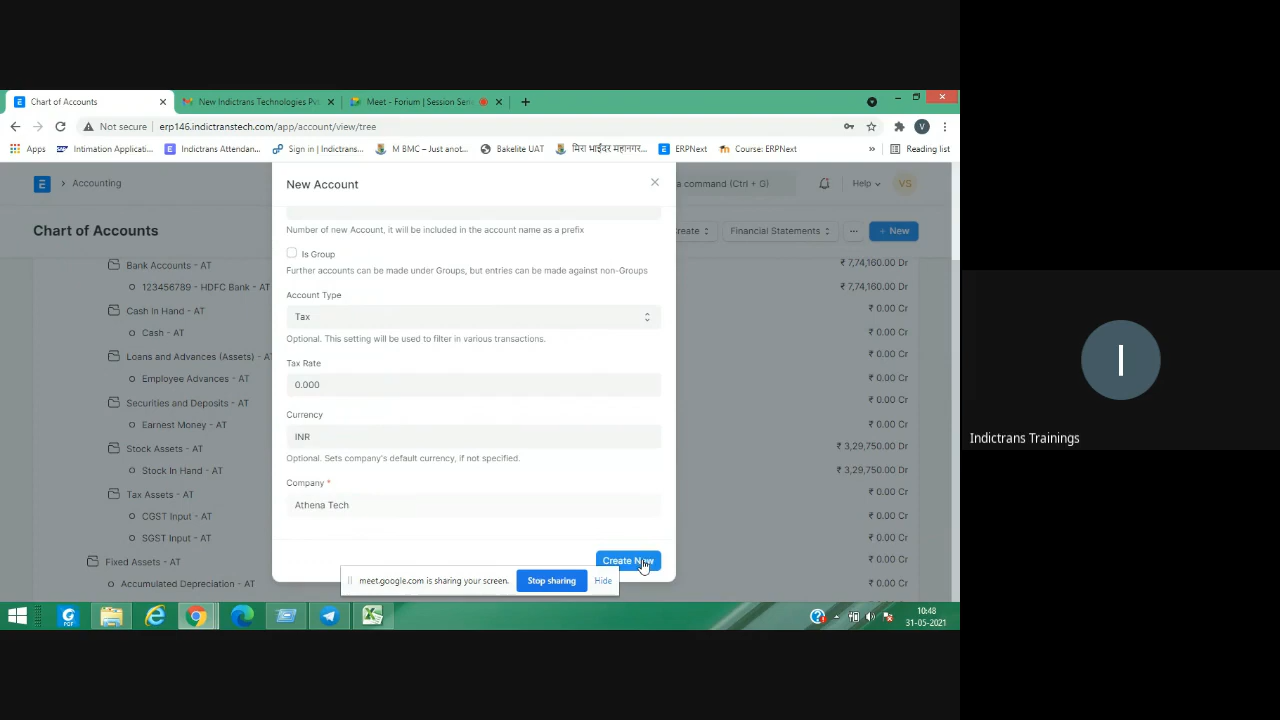 Chart of Accounts
New Indictrans Technologies Pvt
Meet - Forium | Session Seri
Not secure
erp146.indictranstech.com/app/account/view/tree
V
Apps
Intimation Applicati...
Indictrans Attendan...
Sign in | Indictrans...
M BMC – Just anot...
Bakelite UAT
मिरा भाईंदर महानगर...
ERPNext
Course: ERPNext
»
Reading list
E
Accounting
New Account
a command (Ctrl + G)
Help
VS
Chart of Accounts
Create
Financial Statements
...
+ New
Number of new Account, it will be included in the account name as a prefix
Is Group
Further accounts can be made under Groups, but entries can be made against non-Groups
Account Type
Tax
Optional. This setting will be used to filter in various transactions.
Tax Rate
0.000
Currency
INR
Optional. Sets company's default currency, if not specified.
Company *
Athena Tech
Create New
Bank Accounts - AT
₹ 7,74,160.00 Dr
123456789 - HDFC Bank - AT
₹ 7,74,160.00 Dr
Cash In Hand - AT
₹ 0.00 Cr
Cash - AT
₹ 0.00 Cr
Loans and Advances (Assets) - AT
₹ 0.00 Cr
Employee Advances - AT
₹ 0.00 Cr
Securities and Deposits - AT
₹ 0.00 Cr
Earnest Money - AT
₹ 0.00 Cr
Stock Assets - AT
₹ 3,29,750.00 Dr
Stock In Hand - AT
₹ 3,29,750.00 Dr
Tax Assets - AT
₹ 0.00 Cr
CGST Input - AT
₹ 0.00 Cr
SGST Input - AT
₹ 0.00 Cr
Fixed Assets - AT
₹ 0.00 Cr
Accumulated Depreciation - AT
₹ 0.00 Cr
meet.google.com is sharing your screen.
Stop sharing
Hide
10:48
31-05-2021
I
Indictrans Trainings